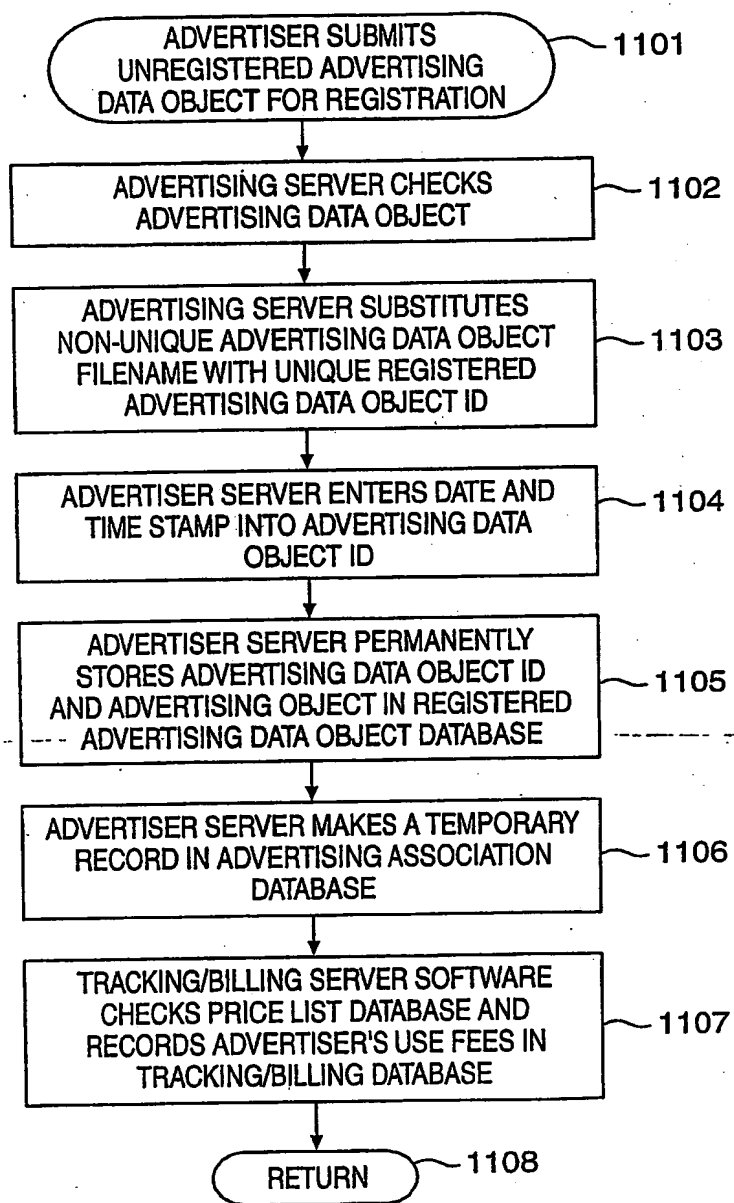 ADVERTISER SUBMITS
UNREGISTERED ADVERTISING
DATA OBJECT FOR REGISTRATION
1101
ADVERTISING SERVER CHECKS
ADVERTISING DATA OBJECT
1102
ADVERTISING SERVER SUBSTITUTES
NON-UNIQUE ADVERTISING DATA OBJECT
FILENAME WITH UNIQUE REGISTERED
ADVERTISING DATA OBJECT ID
1103
ADVERTISER SERVER ENTERS DATE AND
TIME STAMP INTO ADVERTISING DATA
OBJECT ID
1104
ADVERTISER SERVER PERMANENTLY
STORES ADVERTISING DATA OBJECT ID
AND ADVERTISING OBJECT IN REGISTERED
ADVERTISING DATA OBJECT DATABASE
1105
ADVERTISER SERVER MAKES A TEMPORARY
RECORD IN ADVERTISING ASSOCIATION
DATABASE
1106
TRACKING/BILLING SERVER SOFTWARE
CHECKS PRICE LIST DATABASE AND
RECORDS ADVERTISER'S USE FEES IN
TRACKING/BILLING DATABASE
1107
RETURN
1108